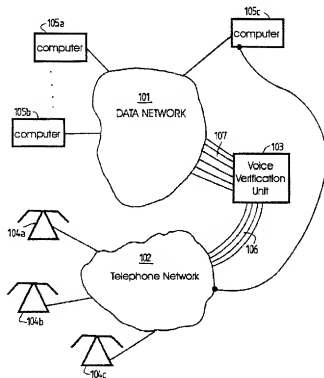 105a
computer
105c
computer
105b
computer
101
DATA NETWORK
107
103
Voice
Verification
Unit
104a
102
Telephone Network
106
104b
104c